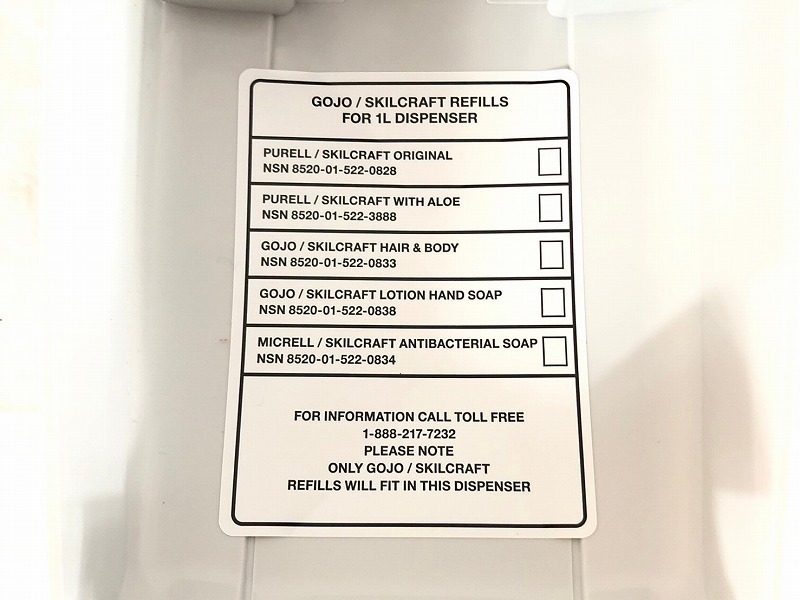 GOJO / SKILCRAFT REFILLS
FOR 1L DISPENSER
PURELL / SKILCRAFT ORIGINAL
NSN 8520-01-522-0828
PURELL / SKILCRAFT WITH ALOE
NSN 8520-01-522-3888
GOJO / SKILCRAFT HAIR & BODY
NSN 8520-01-522-0833
GOJO / SKILCRAFT LOTION HAND SOAP
NSN 8520-01-522-0838
MICRELL / SKILCRAFT ANTIBACTERIAL SOAP
NSN 8520-01-522-0834
FOR INFORMATION CALL TOLL FREE
1-888-217-7232
PLEASE NOTE
ONLY GOJO / SKILCRAFT
REFILLS WILL FIT IN THIS DISPENSER